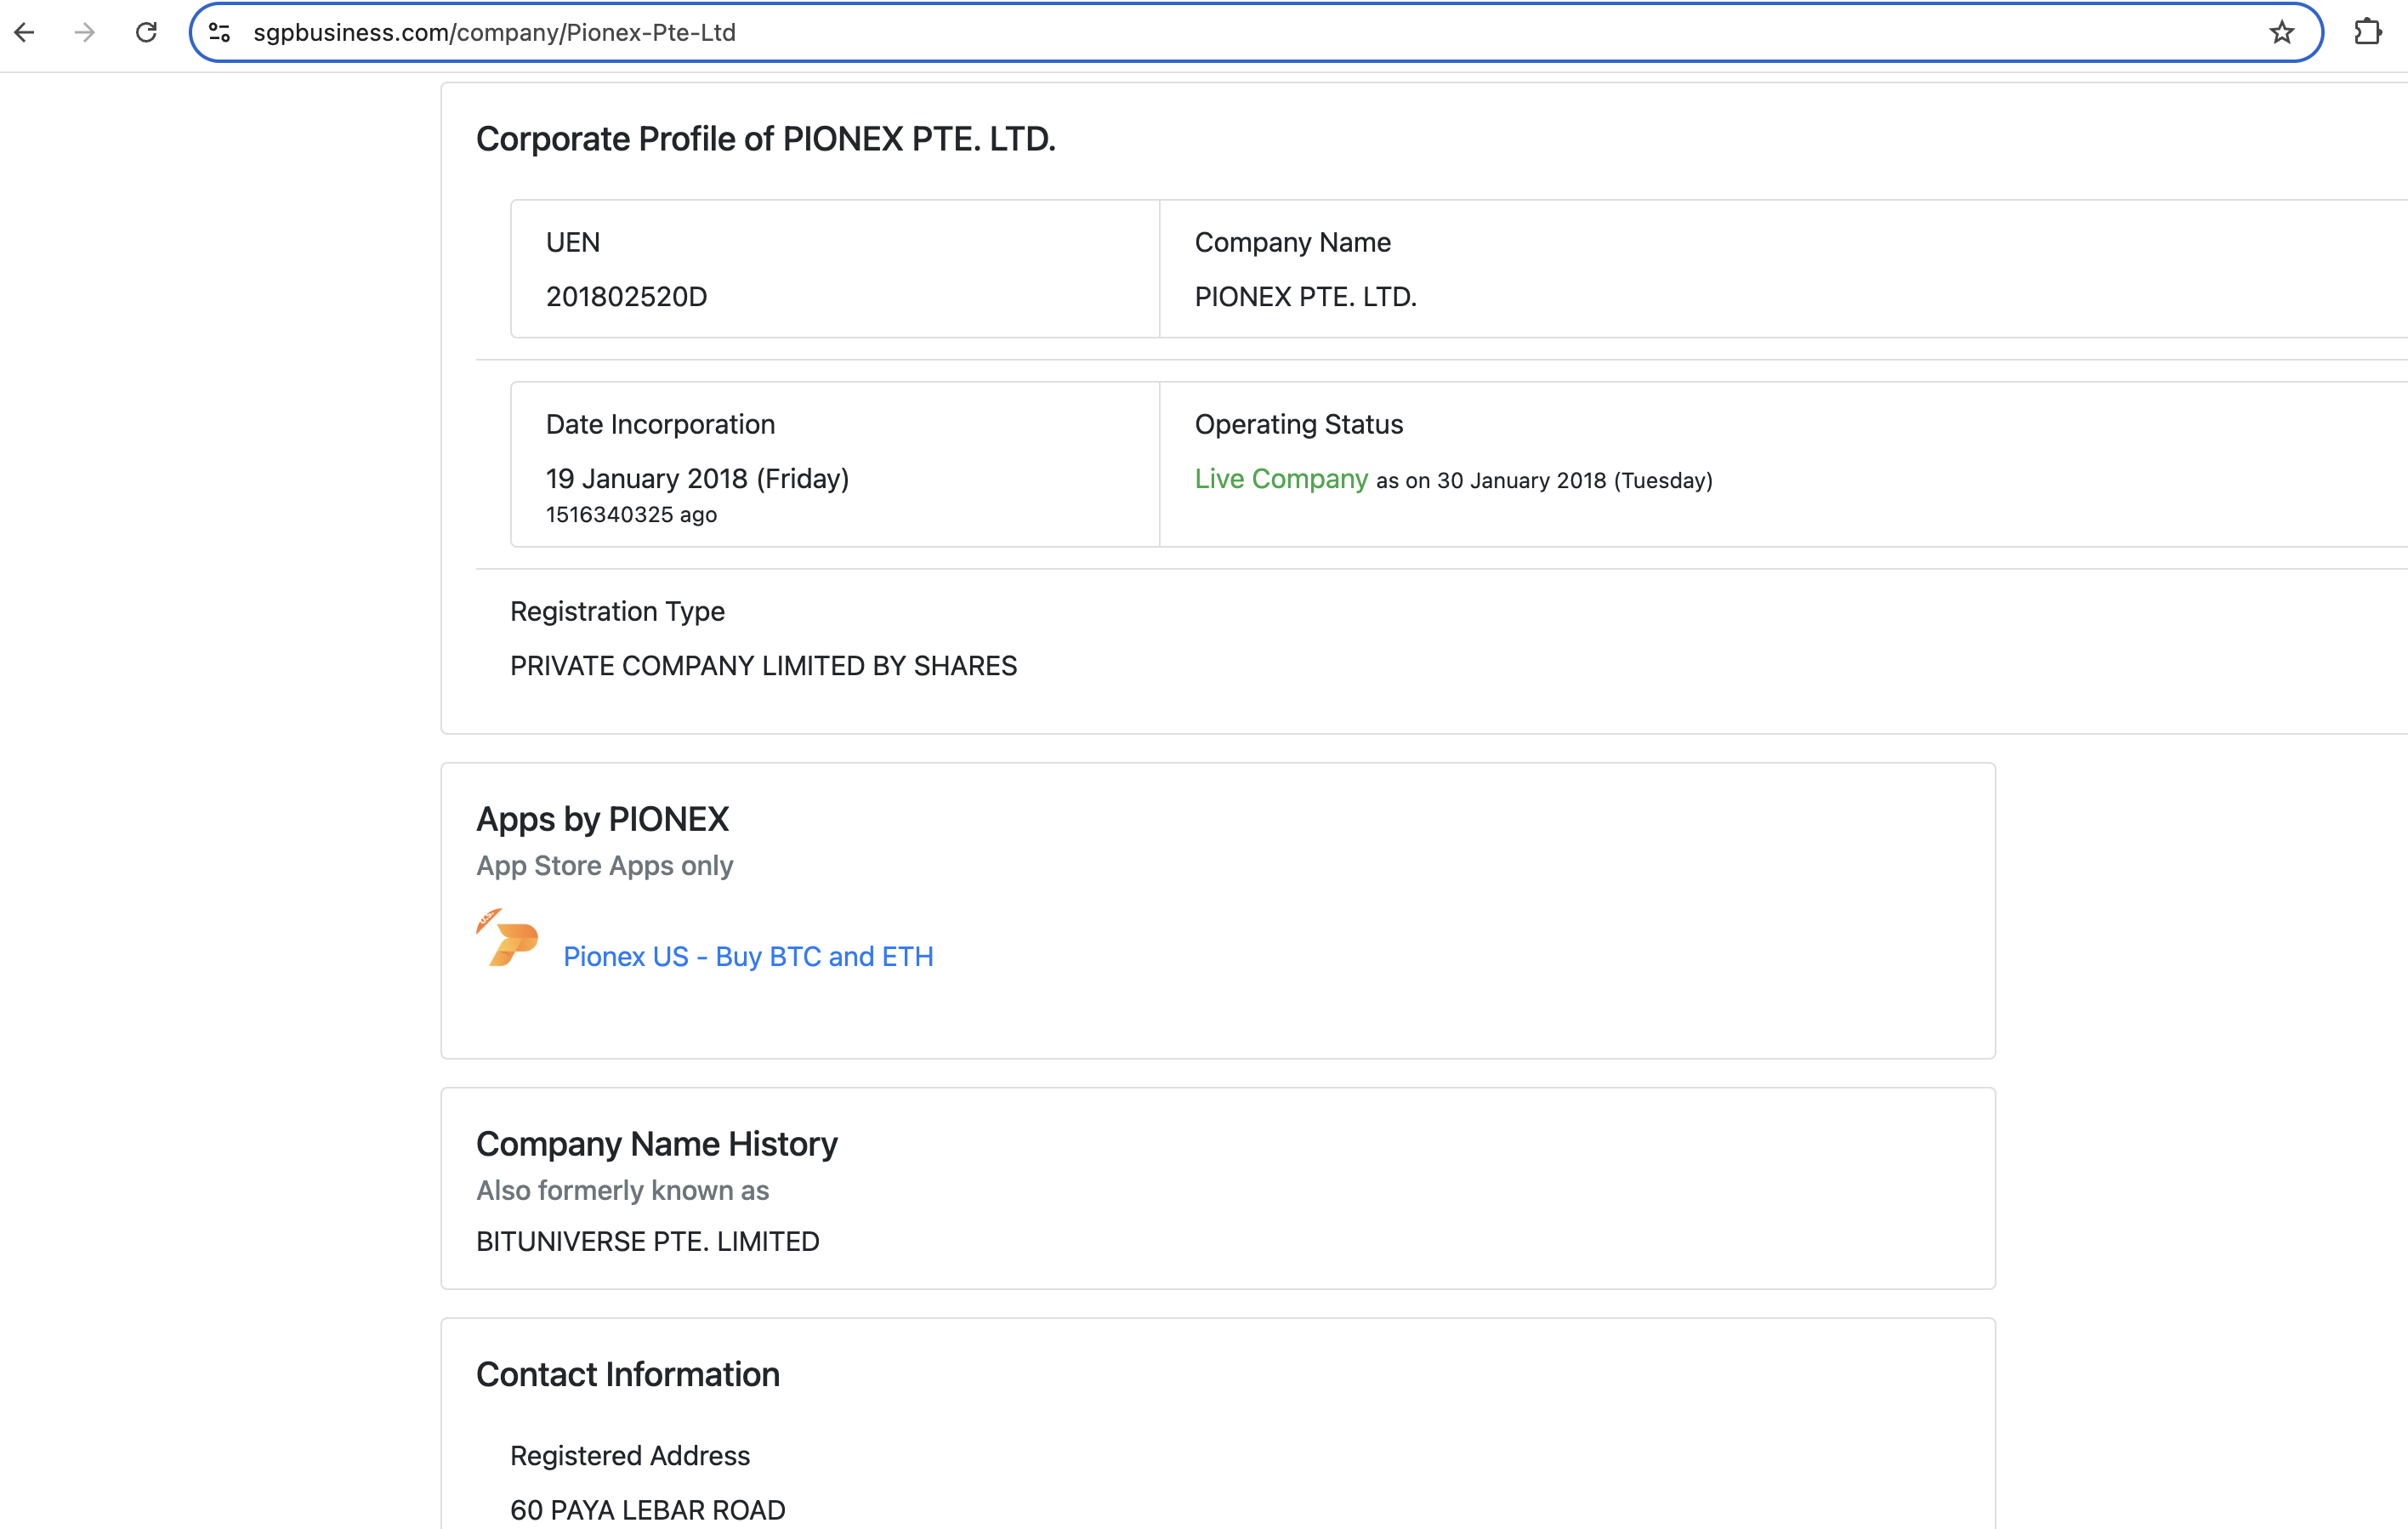 sgpbusiness.com/company/Pionex-Pte-Ltd
Corporate Profile of PIONEX PTE. LTD.
UEN
201802520D
Company Name
PIONEX PTE. LTD.
Date Incorporation
19 January 2018 (Friday)
1516340325 ago
Operating Status
Live Company as on 30 January 2018 (Tuesday)
Registration Type
PRIVATE COMPANY LIMITED BY SHARES
Apps by PIONEX
App Store Apps only
Pionex US - Buy BTC and ETH
Company Name History
Also formerly known as
BITUNIVERSE PTE. LIMITED
Contact Information
Registered Address
60 PAYA LEBAR ROAD